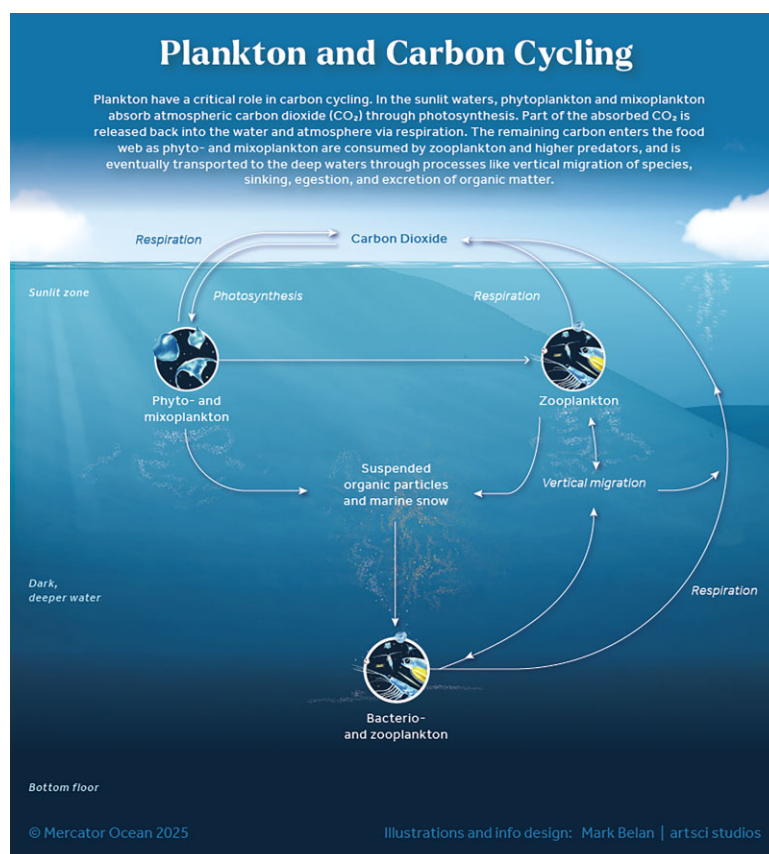 Plankton and Carbon Cycling
Plankton have a critical role in carbon cycling. In the sunlit waters, phytoplankton and mixoplankton
absorb atmospheric carbon dioxide (CO₂) through photosynthesis. Part of the absorbed CO₂ is
released back into the water and atmosphere via respiration. The remaining carbon enters the food
web as phyto- and mixoplankton are consumed by zooplankton and higher predators, and is
eventually transported to the deep waters through processes like vertical migration of species,
sinking, egestion, and excretion of organic matter.
Respiration
Carbon Dioxide
Sunlit zone
Photosynthesis
Respiration
Phyto- and
mixoplankton
Zooplankton
Suspended
organic particles
and marine snow
Vertical migration
Dark,
deeper water
Respiration
Bacterio-
and zooplankton
Bottom floor
© Mercator Ocean 2025
Illustrations and info design: Mark Belan | artsci studios